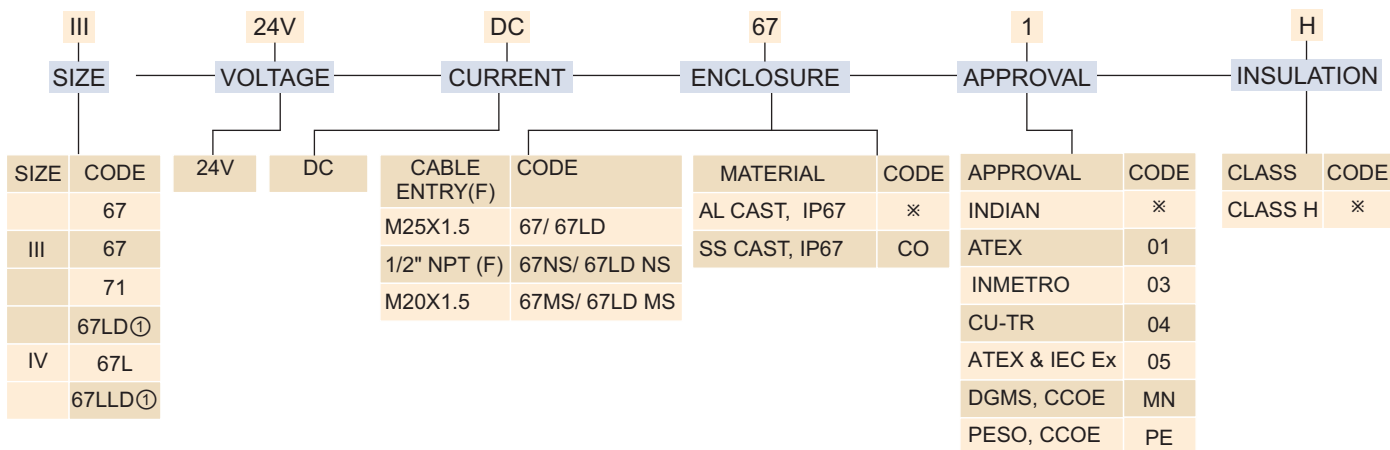 III 24V DC 67 1 H
SIZE VOLTAGE CURRENT ENCLOSURE APPROVAL INSULATION
SIZE CODE
67
III 67
71
67LD①
IV 67L
67LLD①
24V
DC
CABLE ENTRY(F) CODE
M25X1.5 67/ 67LD
1/2" NPT (F) 67NS/ 67LD NS
M20X1.5 67MS/ 67LD MS
MATERIAL CODE
AL CAST, IP67 ※
SS CAST, IP67 CO
APPROVAL CODE
INDIAN ※
ATEX 01
INMETRO 03
CU-TR 04
ATEX & IEC Ex 05
DGMS, CCOE MN
PESO, CCOE PE
CLASS CODE
CLASS H ※